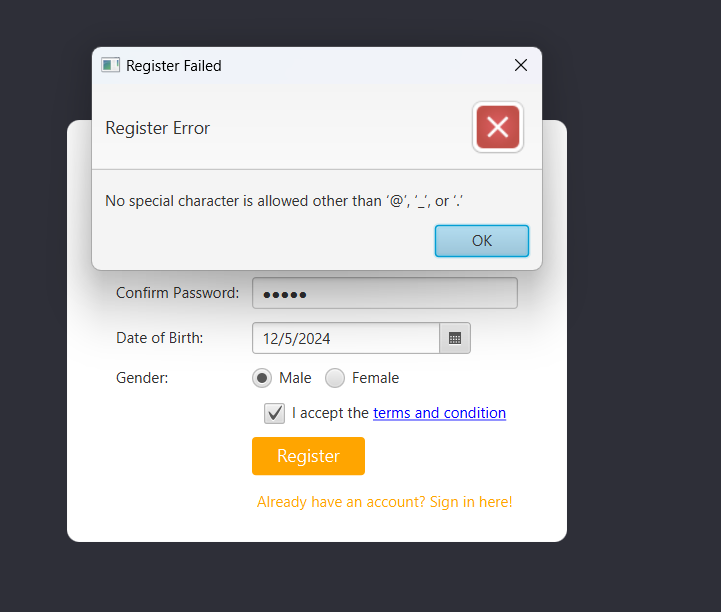 Register Failed
Register Error
No special character is allowed other than ‘@’, ‘_’, or ‘.’
OK
Confirm Password: ●●●●●
Date of Birth: 12/5/2024
Gender: Male Female
I accept the terms and condition
Register
Already have an account? Sign in here!